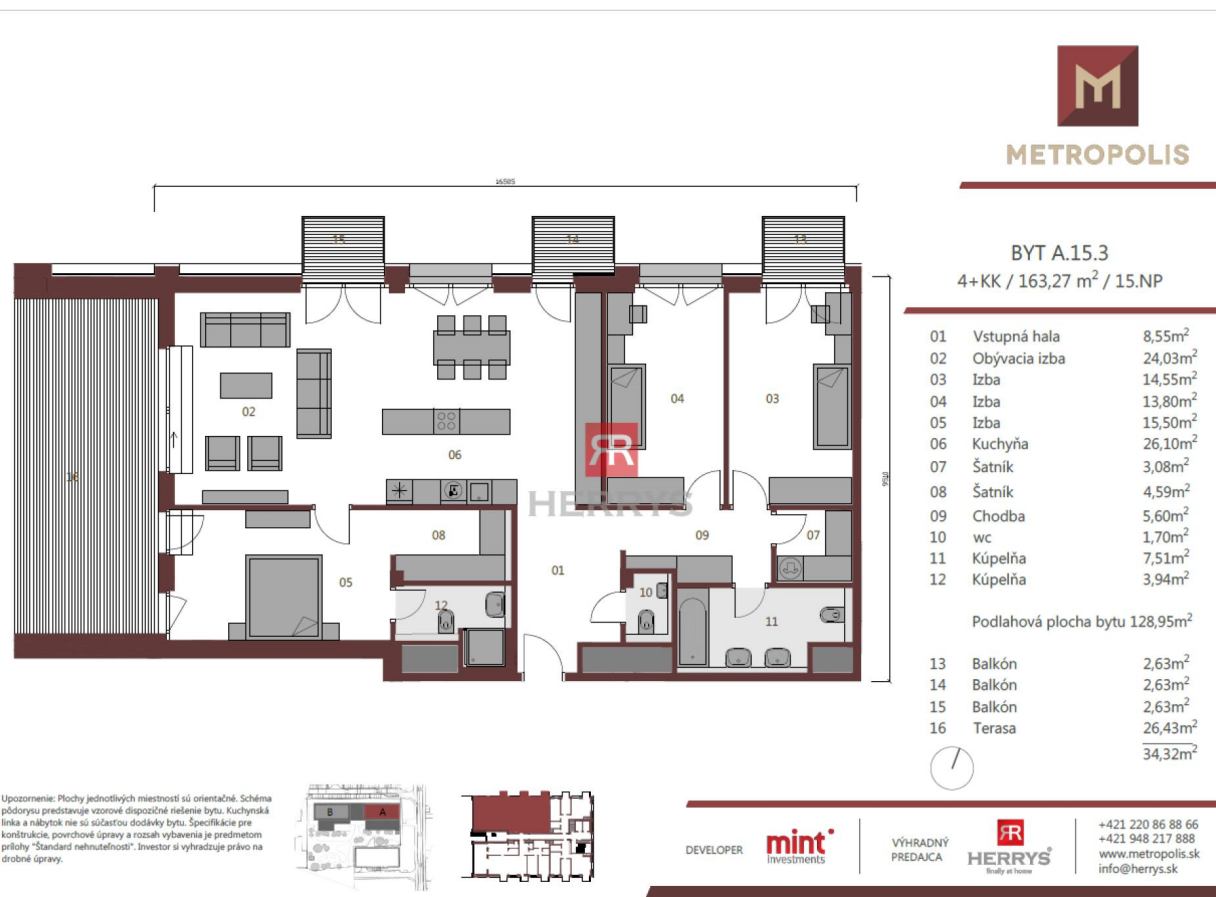 METROPOLIS
16505
BYT A.15.3
4+KK / 163,27 m² / 15.NP
01 Vstupná hala 8,55m²
02 Obývacia izba 24,03m²
03 Izba 14,55m²
04 Izba 13,80m²
05 Izba 15,50m²
06 Kuchyňa 26,10m²
07 Šatník 3,08m²
08 Šatník 4,59m²
09 Chodba 5,60m²
10 wc 1,70m²
11 Kúpelňa 7,51m²
12 Kúpelňa 3,94m²
Podlahová plocha bytu 128,95m²
13 Balkón 2,63m²
14 Balkón 2,63m²
15 Balkón 2,63m²
16 Terasa 26,43m²
34,32m²
15
14
13
02
04
03
06
16
HERRYS
08
09
07
01
05
10
12
11
Upozornenie: Plochy jednotlivých miestností sú orientačné. Schéma
pôdorysu predstavuje vzorové dispozičné riešenie bytu. Kuchynská
linka a nábytok nie sú súčasťou dodávky bytu. Špecifikácie pre
konštrukcie, povrchové úpravy a rozsah vybavenia je predmetom
prílohy "Štandard nehnuteľnosti". Investor si vyhradzuje právo na
drobné úpravy.
B
A
DEVELOPER
mint
investments
VÝHRADNÝ
PREDAJCA
HERRYS
finally at home
+421 220 86 88 66
+421 948 217 888
www.metropolis.sk
info@herrys.sk